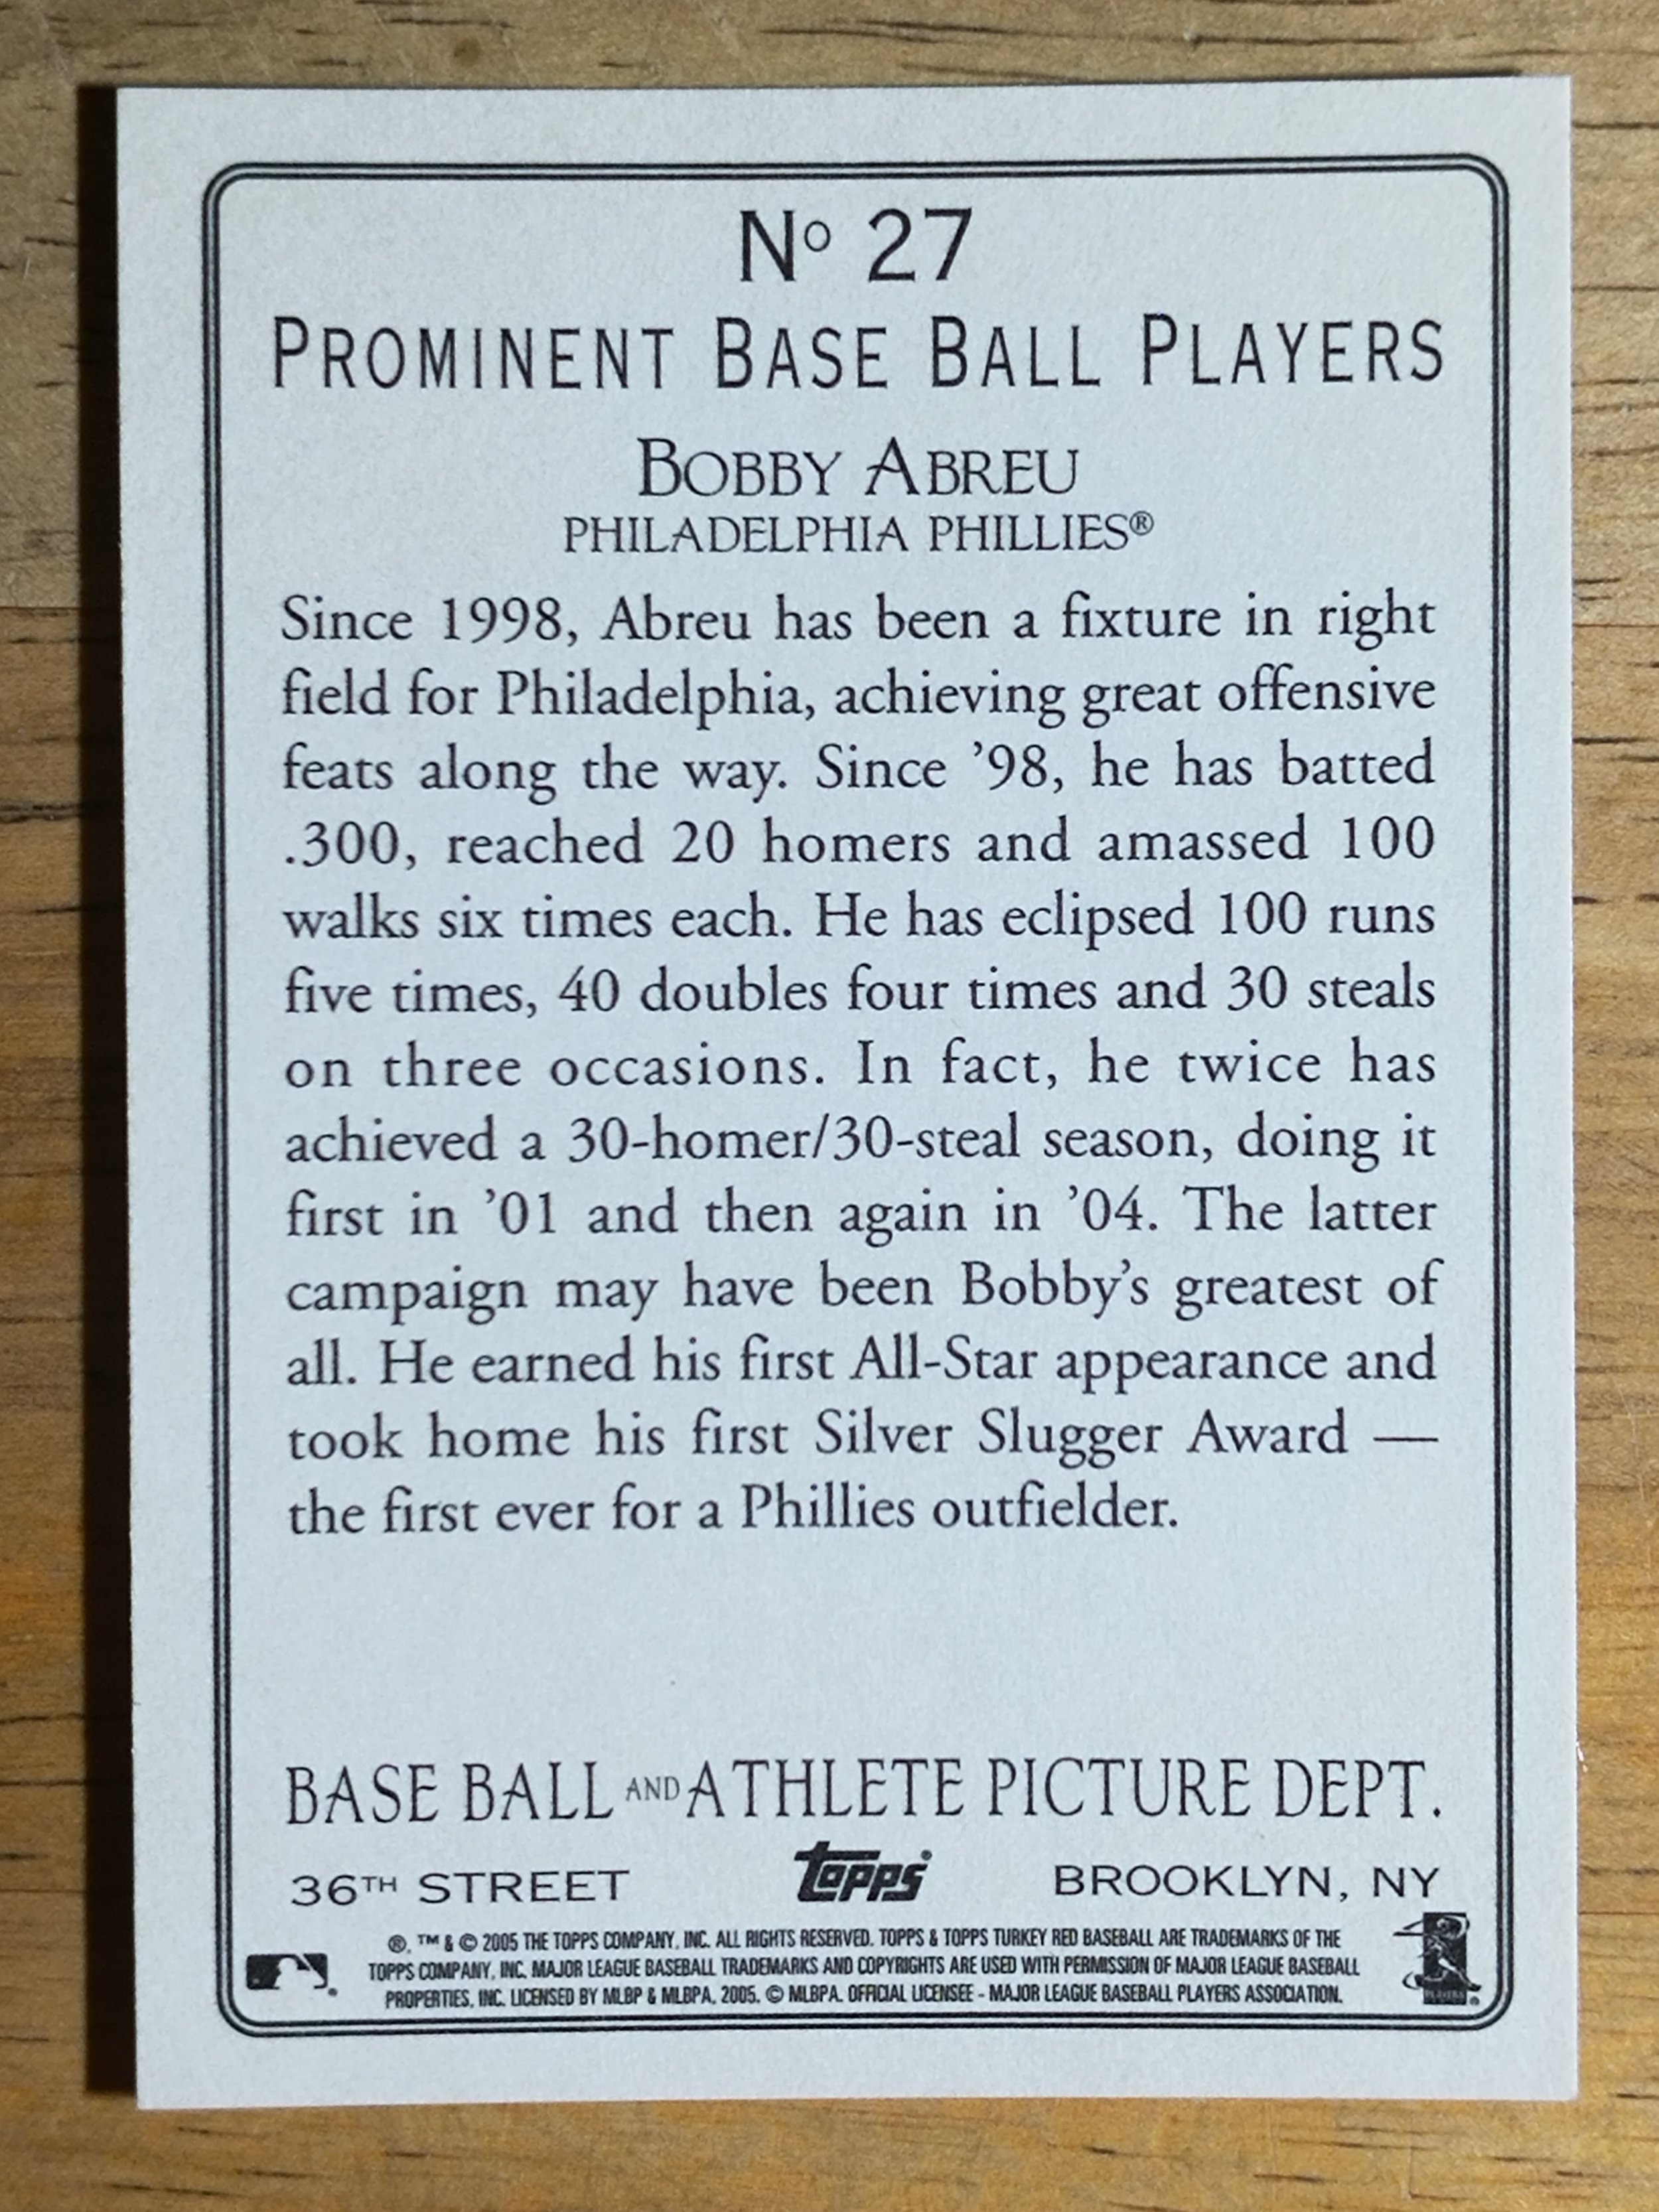 Nº 27
PROMINENT BASE BALL PLAYERS
BOBBY ABREU
PHILADELPHIA PHILLIES®
Since 1998, Abreu has been a fixture in right
field for Philadelphia, achieving great offensive
feats along the way. Since ’98, he has batted
.300, reached 20 homers and amassed 100
walks six times each. He has eclipsed 100 runs
five times, 40 doubles four times and 30 steals
on three occasions. In fact, he twice has
achieved a 30-homer/30-steal season, doing it
first in ’01 and then again in ’04. The latter
campaign may have been Bobby’s greatest of
all. He earned his first All-Star appearance and
took home his first Silver Slugger Award —
the first ever for a Phillies outfielder.
BASE BALL AND ATHLETE PICTURE DEPT.
36TH STREET topps® BROOKLYN, NY
®, ™ & © 2005 THE TOPPS COMPANY, INC. ALL RIGHTS RESERVED. TOPPS & TOPPS TURKEY RED BASEBALL ARE TRADEMARKS OF THE
TOPPS COMPANY, INC. MAJOR LEAGUE BASEBALL TRADEMARKS AND COPYRIGHTS ARE USED WITH PERMISSION OF MAJOR LEAGUE BASEBALL
PROPERTIES, INC. LICENSED BY MLBP & MLBPA, 2005. © MLBPA. OFFICIAL LICENSEE - MAJOR LEAGUE BASEBALL PLAYERS ASSOCIATION.
PLAYERS